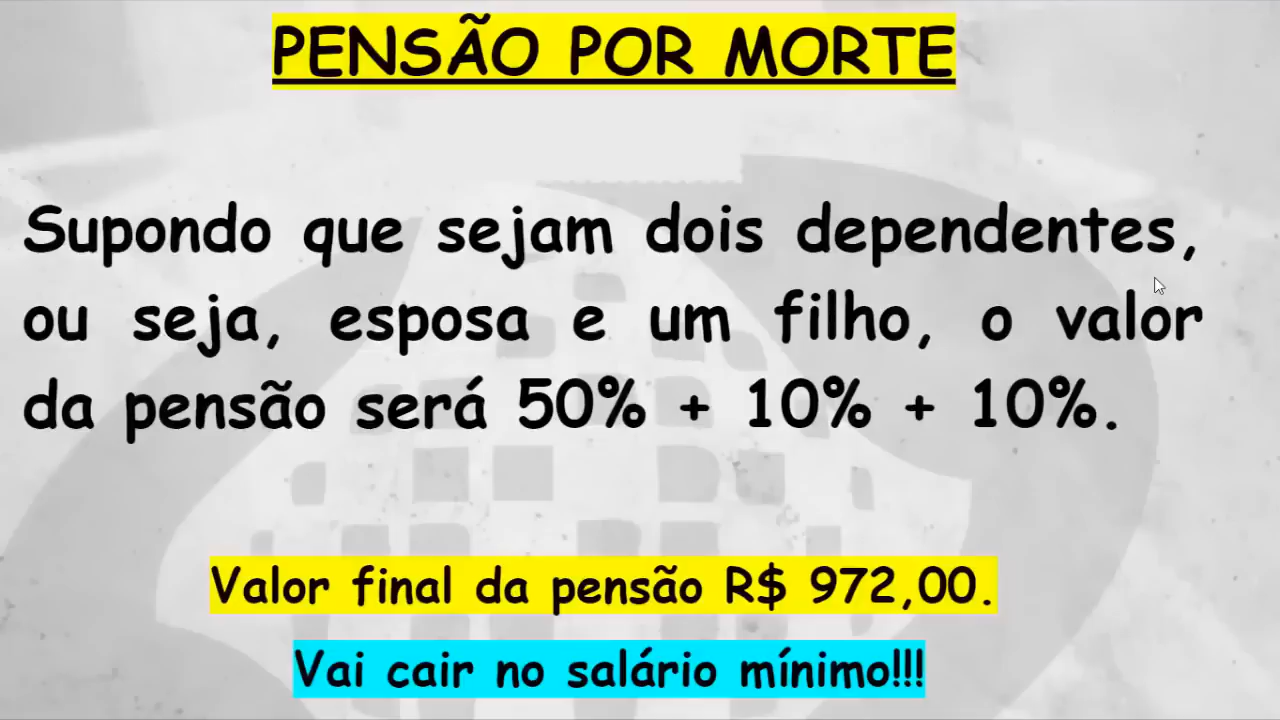 PENSÃO POR MORTE
Supondo que sejam dois dependentes,
ou seja, esposa e um filho, o valor
da pensão será 50% + 10% + 10%.
Valor final da pensão R$ 972,00.
Vai cair no salário mínimo!!!